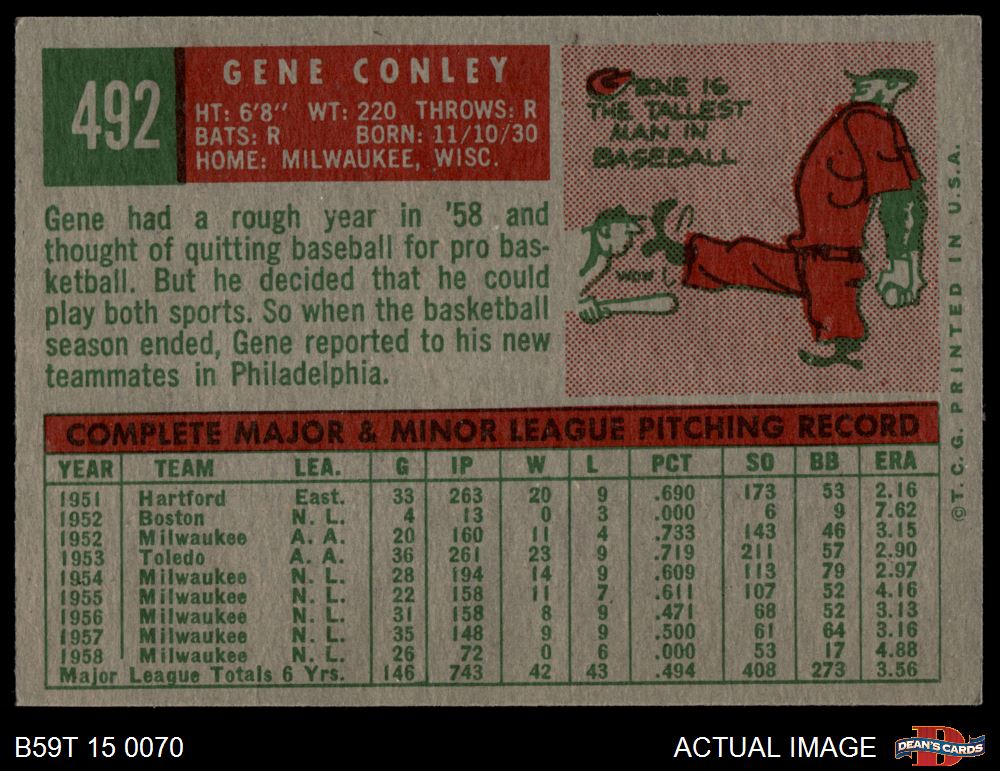 492
GENE CONLEY
HT: 6'8" WT: 220 THROWS: R
BATS: R BORN: 11/10/30
HOME: MILWAUKEE, WISC.
GENE IS
THE TALLEST
MAN IN
BASEBALL
WOW!
Gene had a rough year in '58 and
thought of quitting baseball for pro bas-
ketball. But he decided that he could
play both sports. So when the basketball
season ended, Gene reported to his new
teammates in Philadelphia.
COMPLETE MAJOR & MINOR LEAGUE PITCHING RECORD
YEAR TEAM LEA. G IP W L PCT SO BB ERA
1951 Hartford East. 33 263 20 9 .690 173 53 2.16
1952 Boston N. L. 4 13 0 3 .000 6 9 7.62
1952 Milwaukee A. A. 20 160 11 4 .733 143 46 3.15
1953 Toledo A. A. 36 261 23 9 .719 211 57 2.90
1954 Milwaukee N. L. 28 194 14 9 .609 113 79 2.97
1955 Milwaukee N. L. 22 158 11 7 .611 107 52 4.16
1956 Milwaukee N. L. 31 158 8 9 .471 68 52 3.13
1957 Milwaukee N. L. 35 148 9 9 .500 61 64 3.16
1958 Milwaukee N. L. 26 72 0 6 .000 53 17 4.88
Major League Totals 6 Yrs. 146 743 42 43 .494 408 273 3.56
©T. C. G. PRINTED IN U.S.A.
B59T 15 0070
ACTUAL IMAGE
DEAN'S CARDS